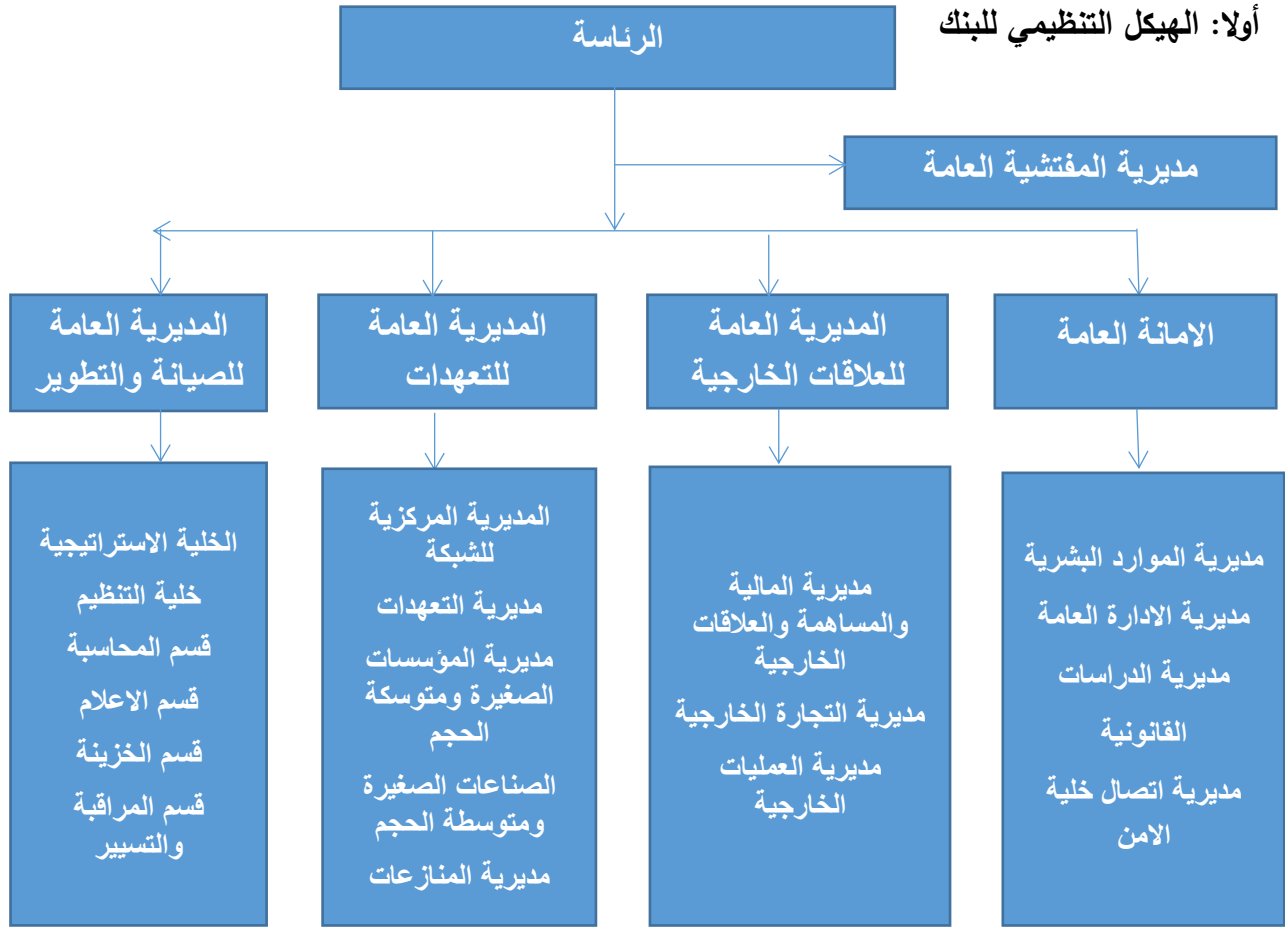 أولا: الهيكل التنظيمي للبنك
الرئاسة
مديرية المفتشية العامة
الامانة العامة
المديرية العامة
للعلاقات الخارجية
المديرية العامة
للتعهدات
المديرية العامة
للصيانة والتطوير
مديرية الموارد البشرية
مديرية الادارة العامة
مديرية الدراسات
القانونية
مديرية اتصال خلية
الامن
مديرية المالية
والمساهمة والعلاقات
الخارجية
مديرية التجارة الخارجية
مديرية العمليات
الخارجية
المديرية المركزية
للشبكة
مديرية التعهدات
مديرية المؤسسات
الصغيرة ومتوسكة
الحجم
الصناعات الصغيرة
ومتوسطة الحجم
مديرية المنازعات
الخلية الاستراتيجية
خلية التنظيم
قسم المحاسبة
قسم الاعلام
قسم الخزينة
قسم المراقبة
والتسيير